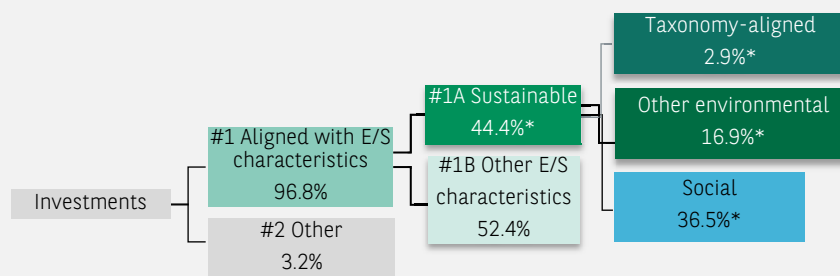 Investments
#1 Aligned with E/S
characteristics
96.8%
#2 Other
3.2%
#1A Sustainable
44.4%*
#1B Other E/S
characteristics
52.4%
Taxonomy-aligned
2.9%*
Other environmental
16.9%*
Social
36.5%*